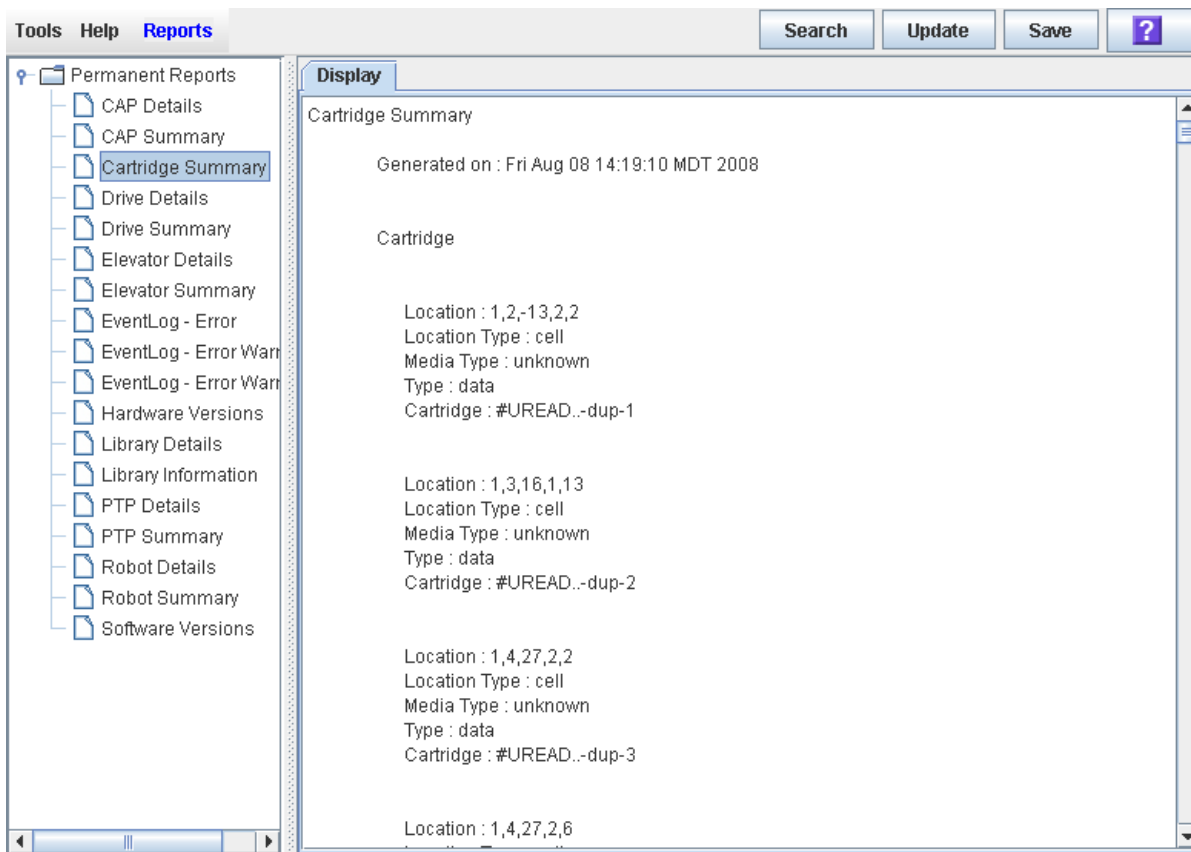 Tools Help Reports
Search Update Save ?
Permanent Reports
CAP Details
CAP Summary
Cartridge Summary
Drive Details
Drive Summary
Elevator Details
Elevator Summary
EventLog - Error
EventLog - Error Warr
EventLog - Error Warr
Hardware Versions
Library Details
Library Information
PTP Details
PTP Summary
Robot Details
Robot Summary
Software Versions
Display
Cartridge Summary
Generated on : Fri Aug 08 14:19:10 MDT 2008
Cartridge
Location : 1,2,-13,2,2
Location Type : cell
Media Type : unknown
Type : data
Cartridge : #UREAD..-dup-1
Location : 1,3,16,1,13
Location Type : cell
Media Type : unknown
Type : data
Cartridge : #UREAD..-dup-2
Location : 1,4,27,2,2
Location Type : cell
Media Type : unknown
Type : data
Cartridge : #UREAD..-dup-3
Location : 1,4,27,2,6